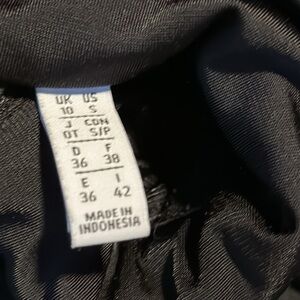 UK US
10 S
J CDN
OT S/P
D F
36 38
E I
36 42
MADE IN
INDONESIA